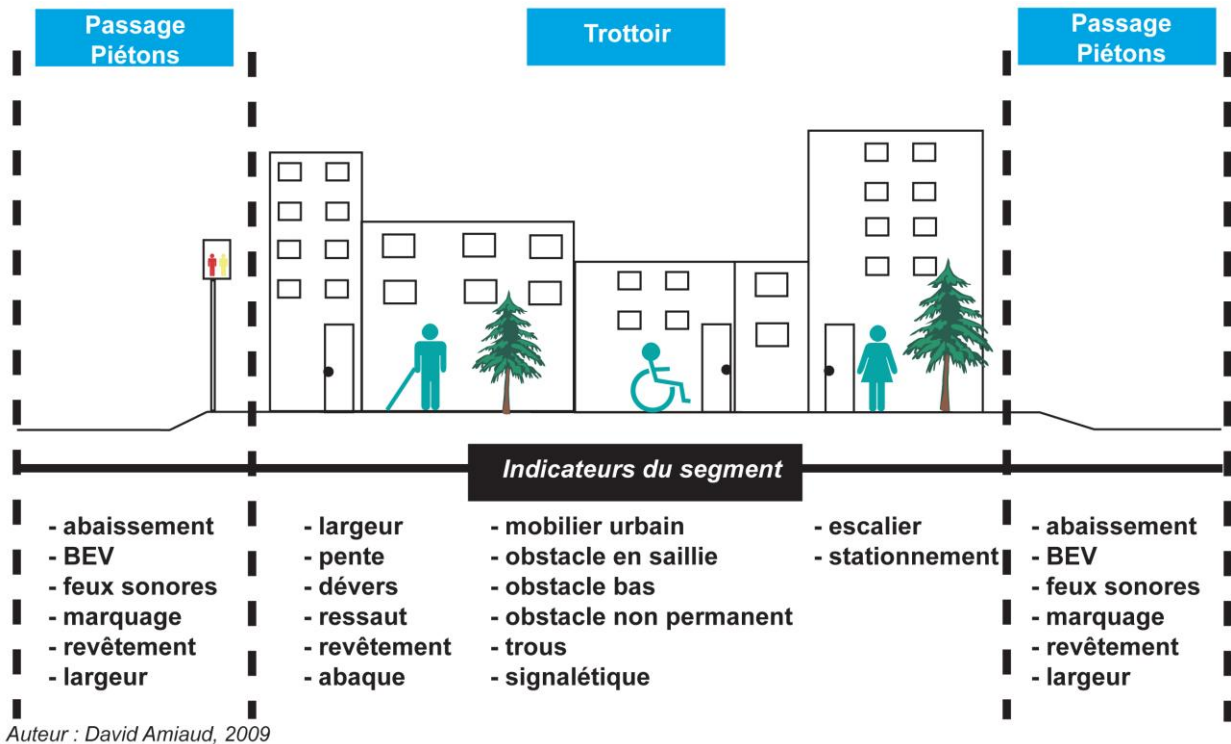 Passage
Piétons
Trottoir
Passage
Piétons
Indicateurs du segment
- abaissement
- BEV
- feux sonores
- marquage
- revêtement
- largeur
- largeur
- pente
- dévers
- ressaut
- revêtement
- abaque
- mobilier urbain
- obstacle en saillie
- obstacle bas
- obstacle non permanent
- trous
- signalétique
- escalier
- stationnement
- abaissement
- BEV
- feux sonores
- marquage
- revêtement
- largeur
Auteur : David Amiaud, 2009